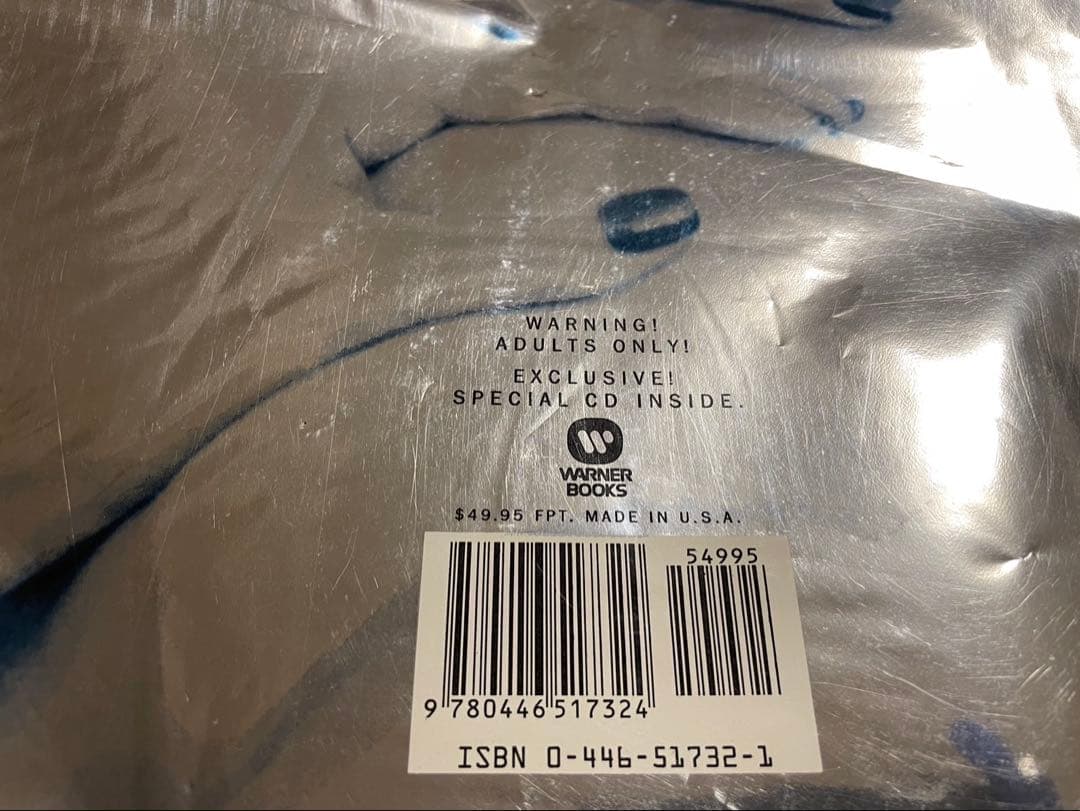 WARNING!
ADULTS ONLY!
EXCLUSIVE!
SPECIAL CD INSIDE.
WARNER
BOOKS
$49.95 FPT. MADE IN U.S.A.
54995
9 780446 517324
ISBN 0-446-51732-1